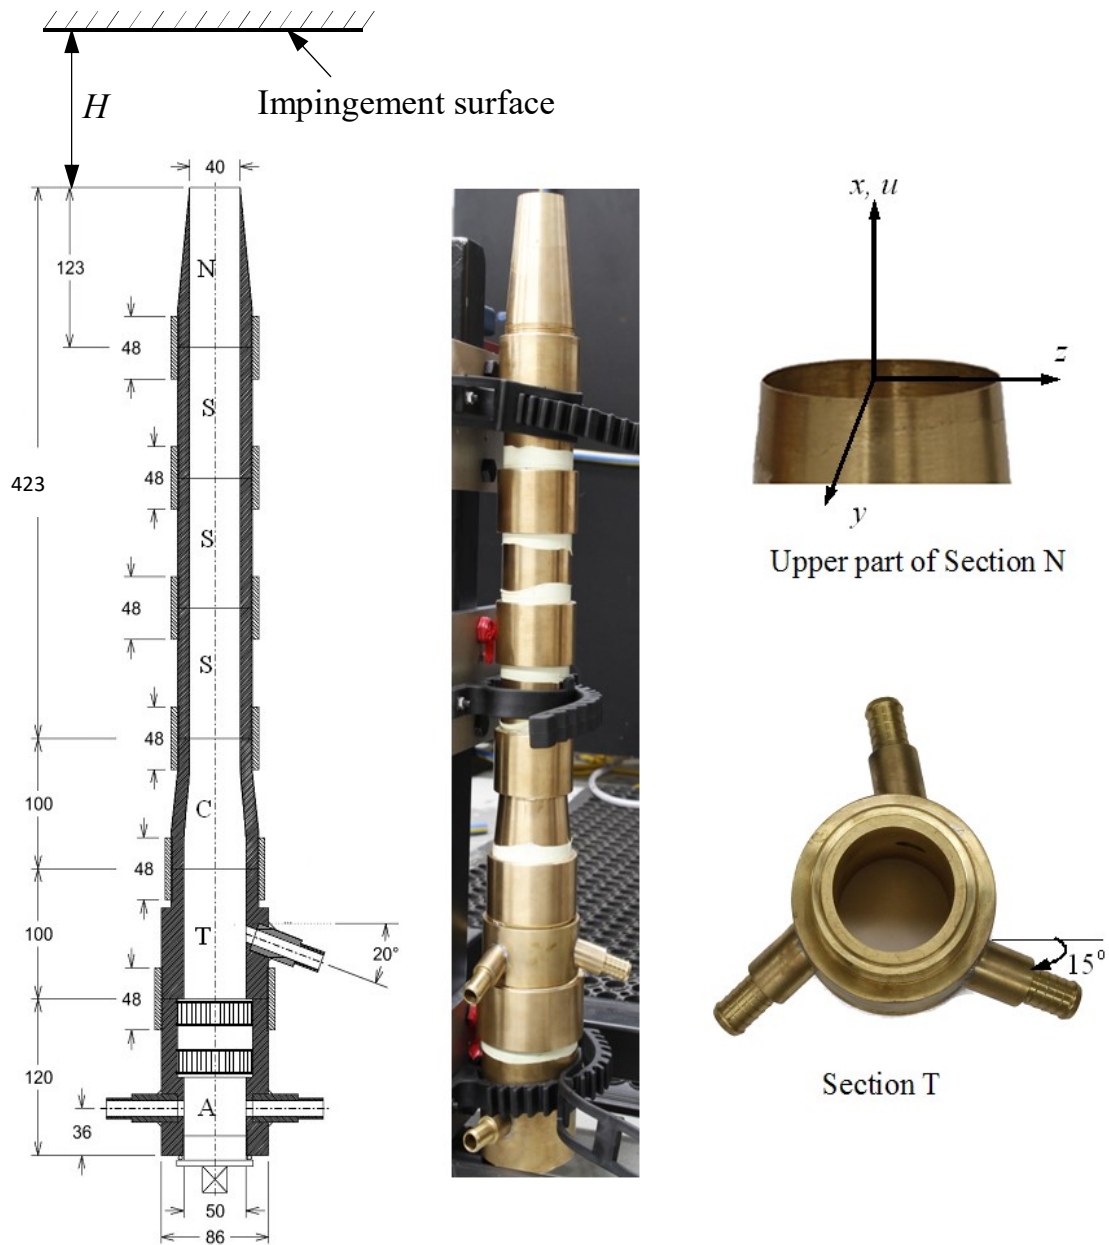 H
Impingement surface
40
x, u
123
N
48
z
S
48
423
y
S
Upper part of Section N
48
S
48
100
C
48
100
T
20°
15°
48
Section T
120
A
36
50
86